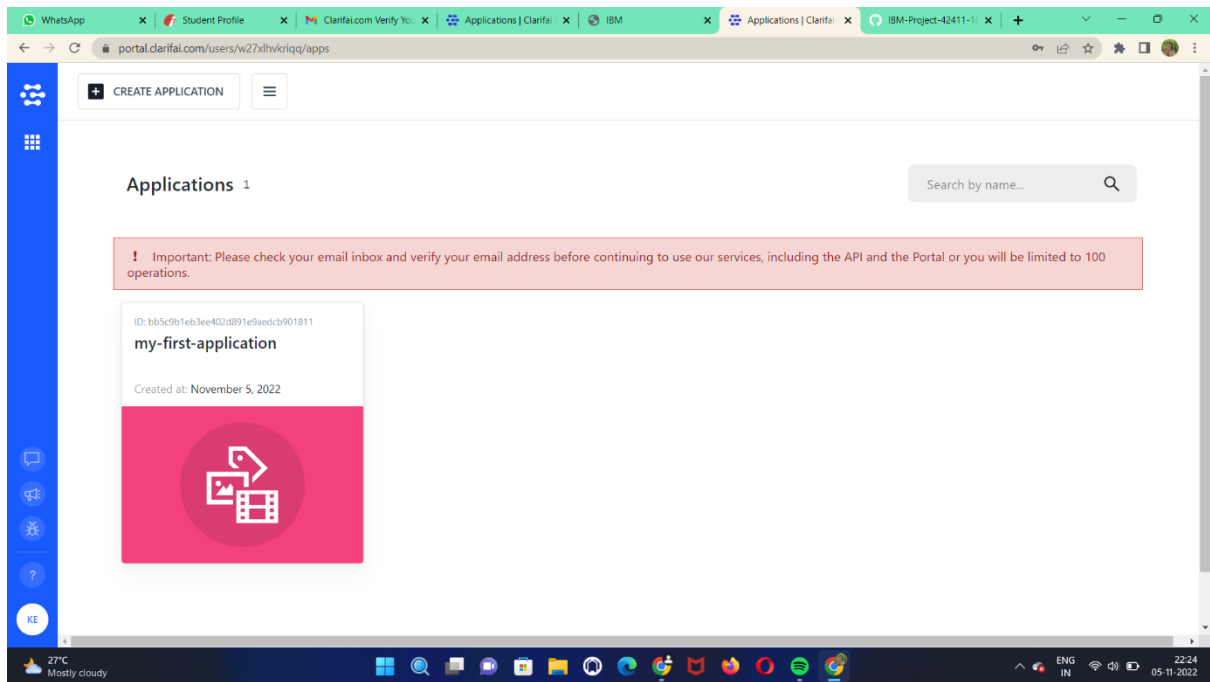 WhatsApp
Student Profile
Clarifai.com Verify You
Applications | Clarifai
IBM
Applications | Clarifai
IBM-Project-42411-16
portal.clarifai.com/users/w27xlhvkriqq/apps
CREATE APPLICATION
Applications 1
Search by name...
! Important: Please check your email inbox and verify your email address before continuing to use our services, including the API and the Portal or you will be limited to 100
operations.
ID: bb5c9b1eb3ee402d891e9aedcb901811
my-first-application
Created at: November 5, 2022
?
KE
27°C
Mostly cloudy
ENG
IN
22:24
05-11-2022